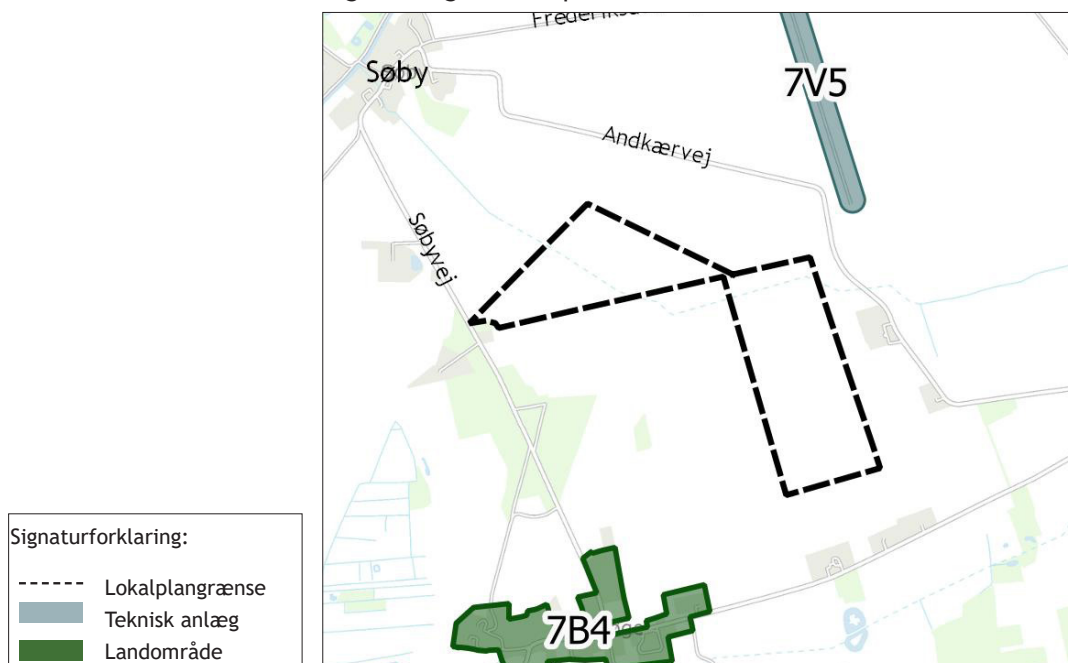 Søby
7V5
Andkærvej
Søbyvej
7B4
Signaturforklaring:
Lokalplangrænse
Teknisk anlæg
Landområde